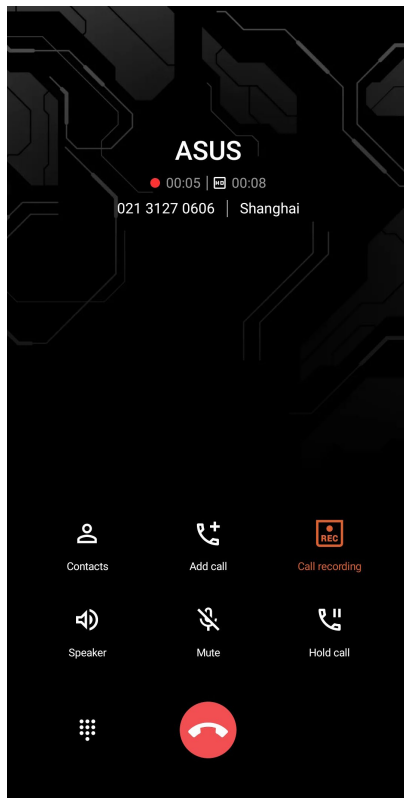 ASUS
00:05 | HD 00:08
021 3127 0606 | Shanghai
REC
Contacts Add call Call recording
Speaker Mute Hold call